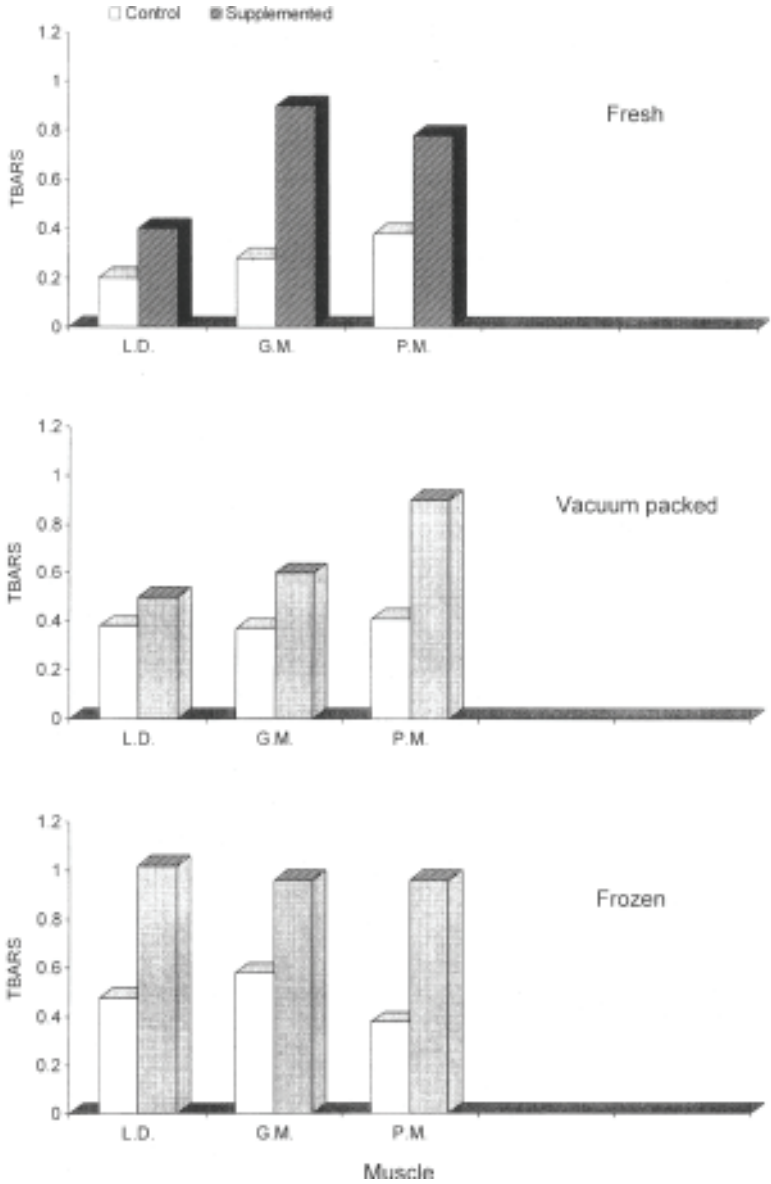 Control Supplemented
1.2
1
0.8
0.6
0.4
0.2
0
TBARS
Fresh
L.D. G.M. P.M.
1.2
1
0.8
0.6
0.4
0.2
0
TBARS
Vacuum packed
L.D. G.M. P.M.
1.2
1
0.8
0.6
0.4
0.2
0
TBARS
Frozen
L.D. G.M. P.M.
Muscle